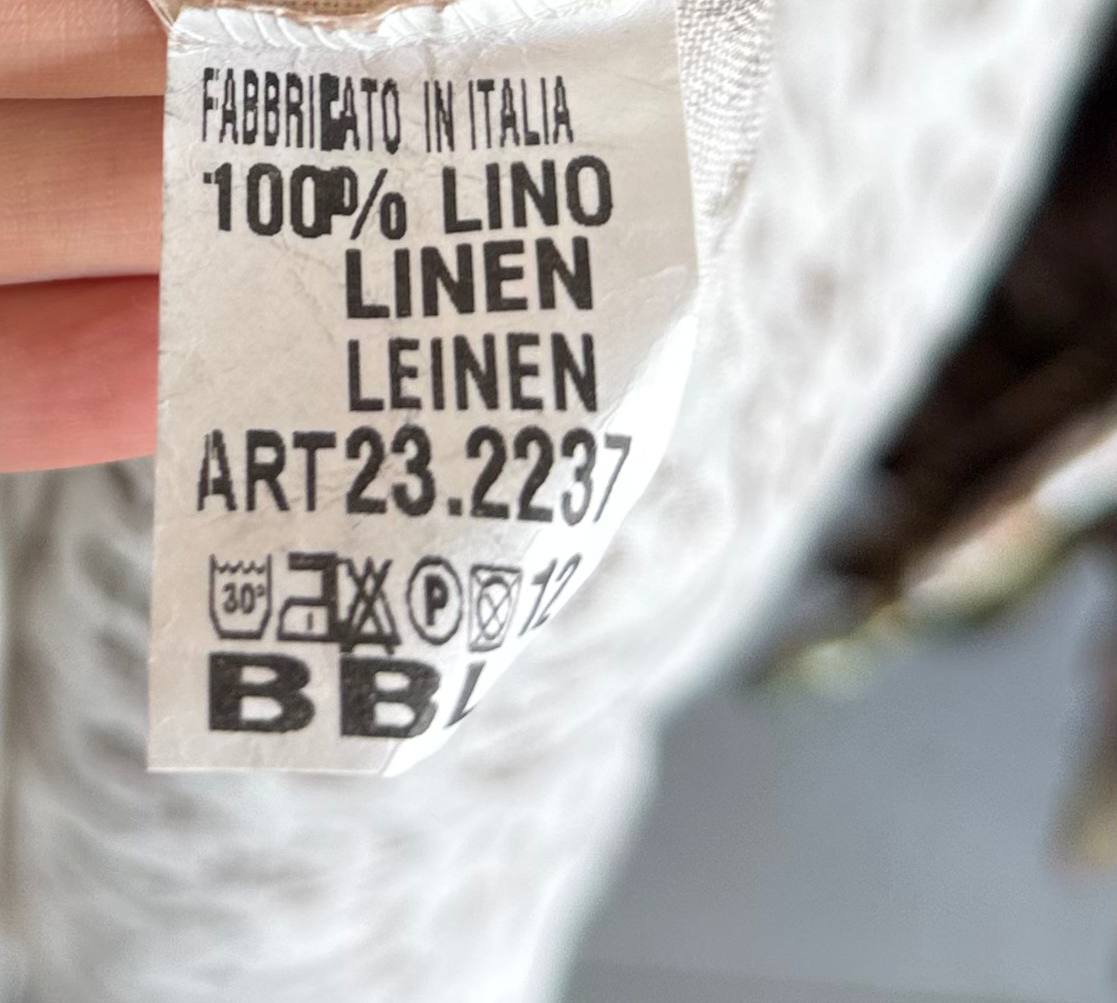 FABBRICATO IN ITALIA
100% LINO
LINEN
LEINEN
ART23.2237
30° P 12
BBL